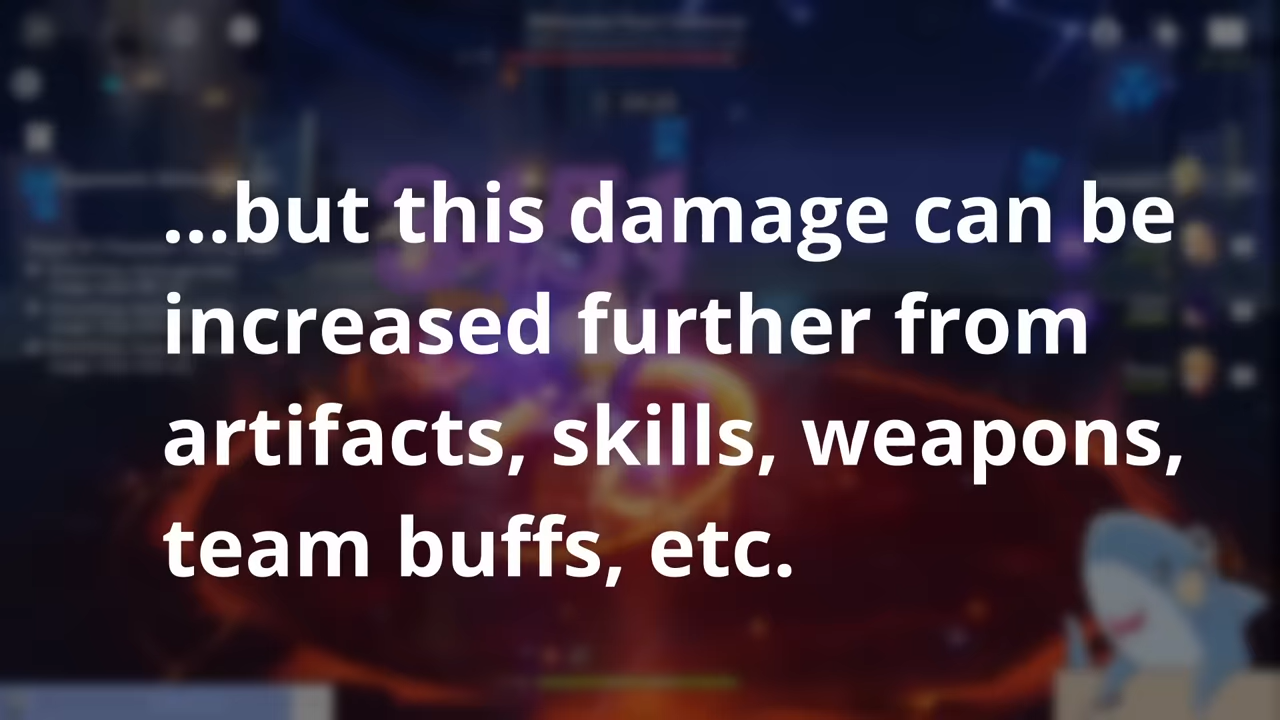 ...but this damage can be
increased further from
artifacts, skills, weapons,
team buffs, etc.